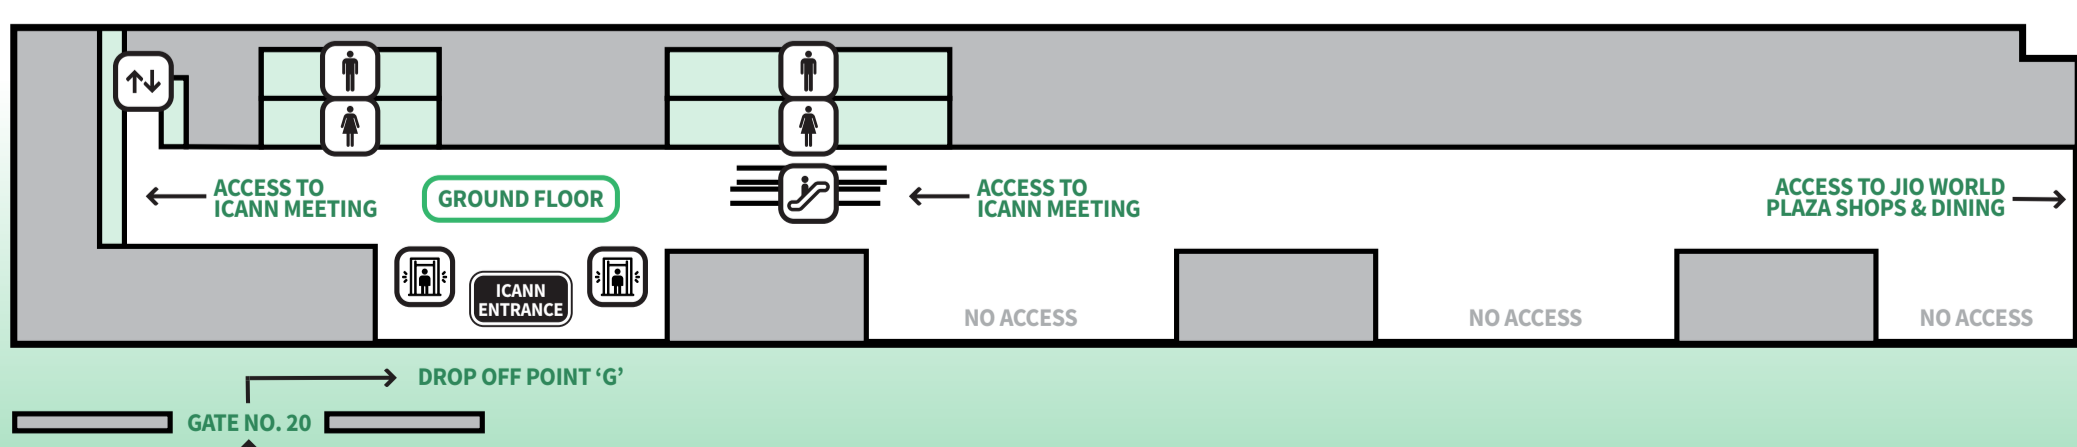 ACCESS TO
ICANN MEETING
GROUND FLOOR
ACCESS TO
ICANN MEETING
ACCESS TO JIO WORLD
PLAZA SHOPS & DINING
ICANN
ENTRANCE
NO ACCESS
NO ACCESS
NO ACCESS
DROP OFF POINT ‘G’
GATE NO. 20